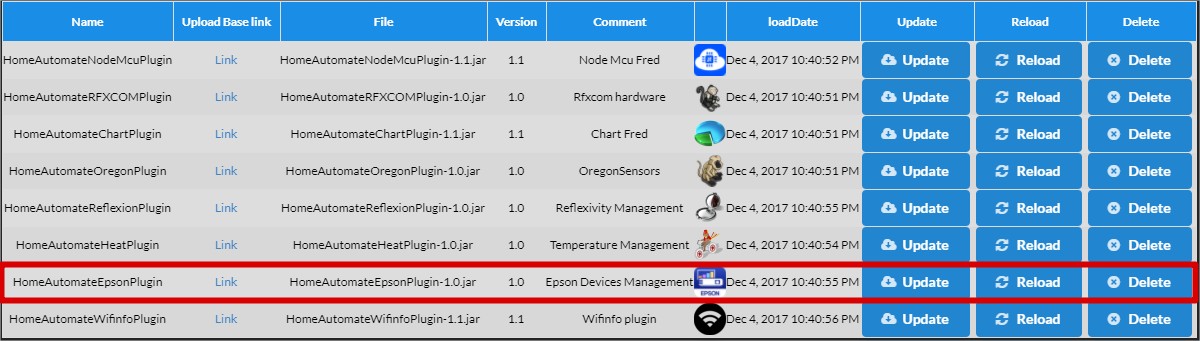 Name Upload Base link File Version Comment loadDate Update Reload Delete
HomeAutomateNodeMcuPlugin Link HomeAutomateNodeMcuPlugin-1.1.jar 1.1 Node Mcu Fred Dec 4, 2017 10:40:52 PM Update Reload Delete
HomeAutomateRFXCOMPlugin Link HomeAutomateRFXCOMPlugin-1.0.jar 1.0 Rfxcom hardware Dec 4, 2017 10:40:51 PM Update Reload Delete
HomeAutomateChartPlugin Link HomeAutomateChartPlugin-1.1.jar 1.1 Chart Fred Dec 4, 2017 10:40:51 PM Update Reload Delete
HomeAutomateOregonPlugin Link HomeAutomateOregonPlugin-1.0.jar 1.0 OregonSensors Dec 4, 2017 10:40:51 PM Update Reload Delete
HomeAutomateReflexionPlugin Link HomeAutomateReflexionPlugin-1.0.jar 1.0 Reflexivity Management Dec 4, 2017 10:40:55 PM Update Reload Delete
HomeAutomateHeatPlugin Link HomeAutomateHeatPlugin-1.0.jar 1.0 Temperature Management Dec 4, 2017 10:40:54 PM Update Reload Delete
HomeAutomateEpsonPlugin Link HomeAutomateEpsonPlugin-1.0.jar 1.0 Epson Devices Management EPSON Dec 4, 2017 10:40:55 PM Update Reload Delete
HomeAutomateWifinfoPlugin Link HomeAutomateWifinfoPlugin-1.1.jar 1.1 Wifinfo plugin Dec 4, 2017 10:40:56 PM Update Reload Delete